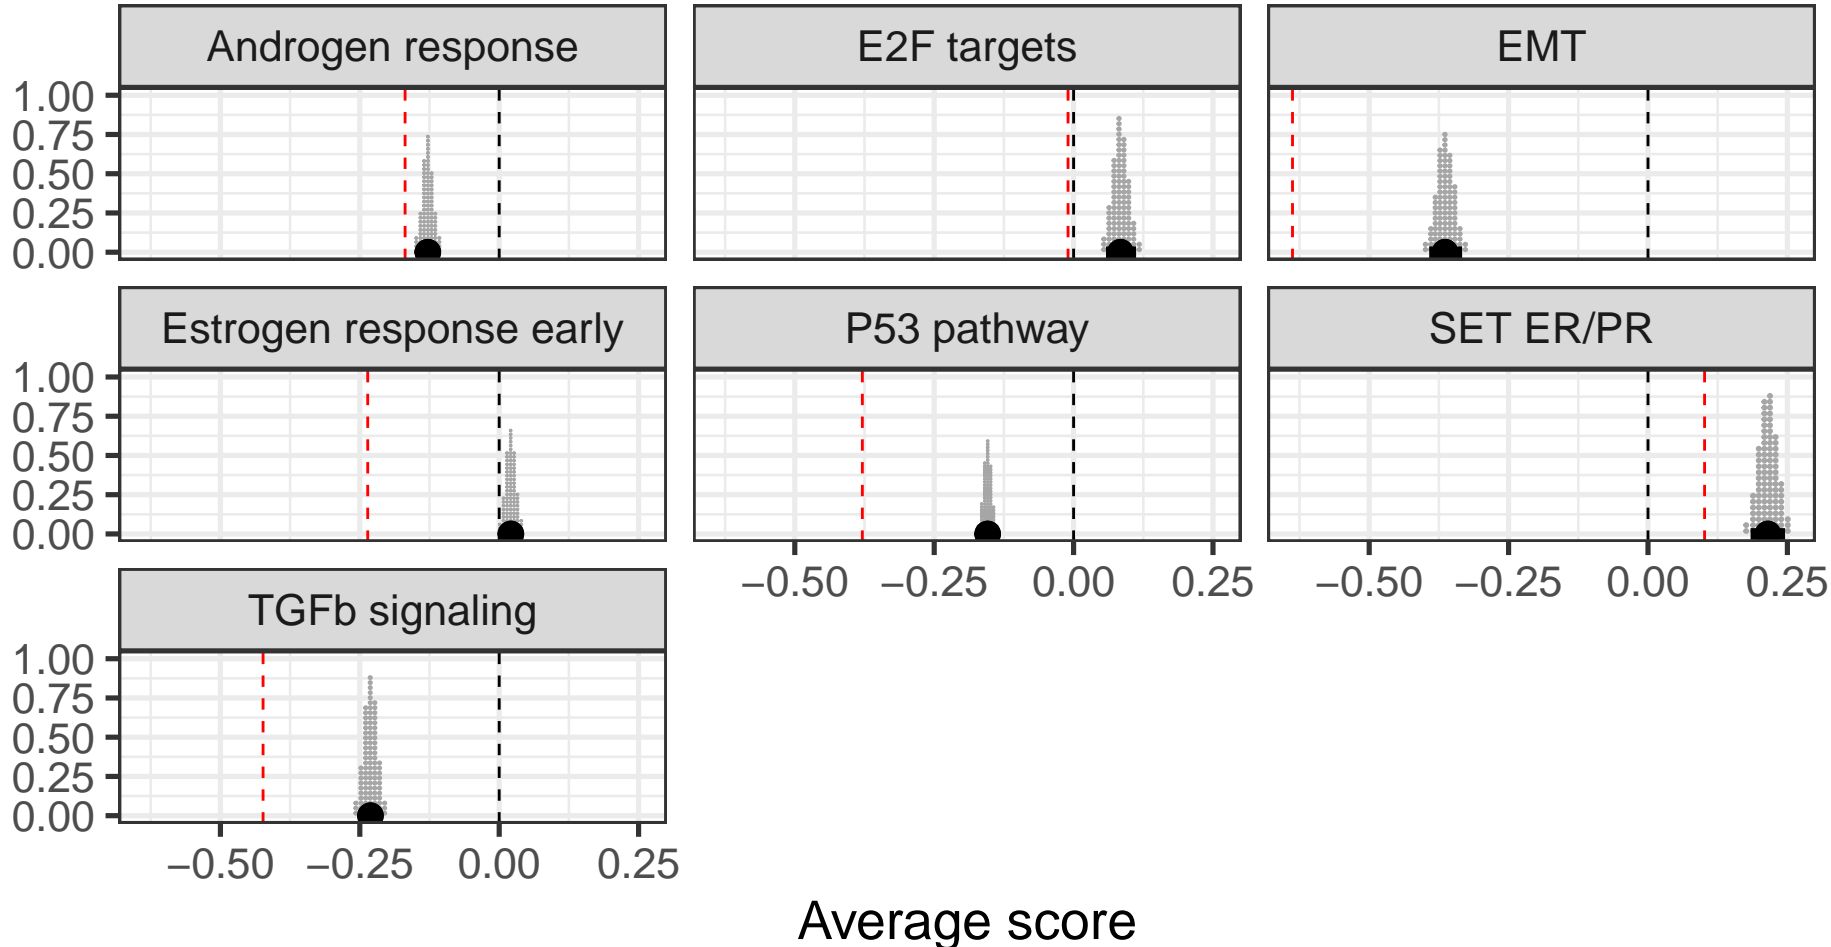 Androgen response
E2F targets
EMT
1.00
0.75
0.50
0.25
0.00
Estrogen response early
P53 pathway
SET ER/PR
1.00
0.75
0.50
0.25
0.00
−0.50 −0.25 0.00 0.25
−0.50 −0.25 0.00 0.25
TGFb signaling
1.00
0.75
0.50
0.25
0.00
−0.50 −0.25 0.00 0.25
Average score